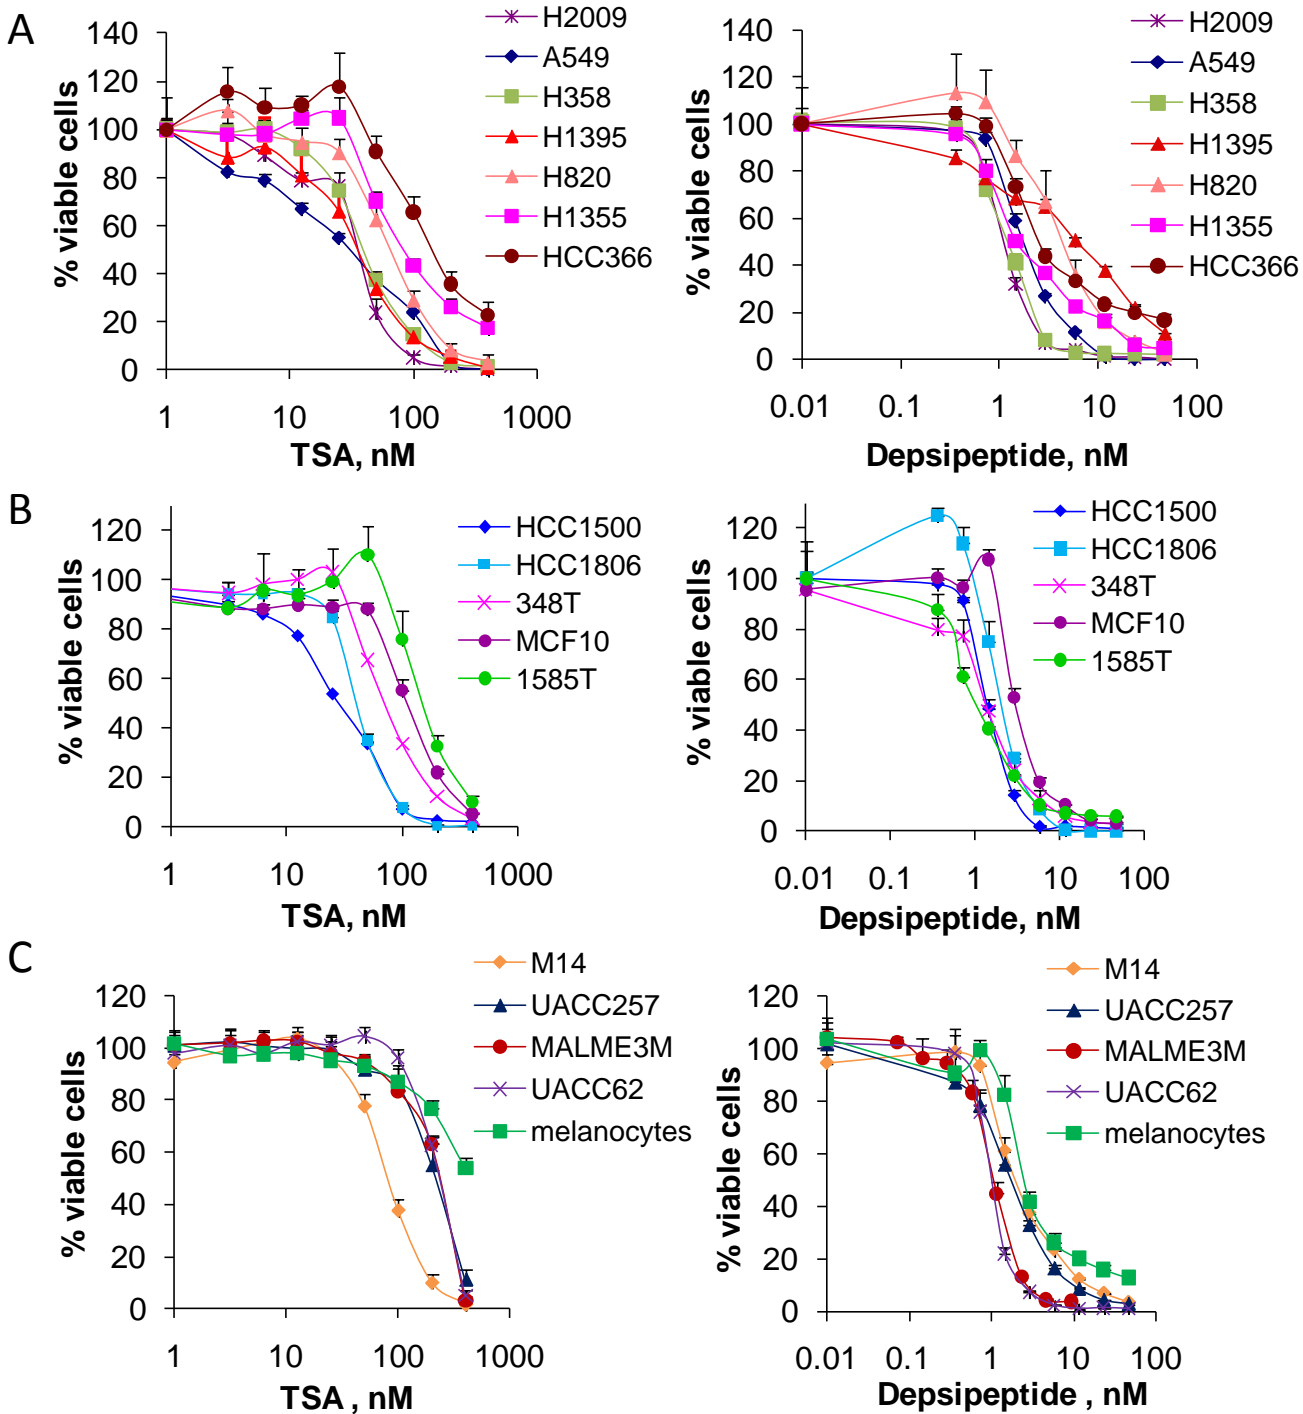 A
140
120
100
80
60
40
20
0
% viable cells
1
10
100
1000
TSA, nM
H2009
A549
H358
H1395
H820
H1355
HCC366
140
120
100
80
60
40
20
0
% viable cells
0.01
0.1
1
10
100
Depsipeptide, nM
H2009
A549
H358
H1395
H820
H1355
HCC366
B
120
100
80
60
40
20
0
% viable cells
1
10
100
1000
TSA, nM
HCC1500
HCC1806
348T
MCF10
1585T
120
100
80
60
40
20
0
% viable cells
0.01
0.1
1
10
100
Depsipeptide, nM
HCC1500
HCC1806
348T
MCF10
1585T
C
120
100
80
60
40
20
0
% viable cells
1
10
100
1000
TSA, nM
M14
UACC257
MALME3M
UACC62
melanocytes
120
100
80
60
40
20
0
% viable cells
0.01
0.1
1
10
100
Depsipeptide , nM
M14
UACC257
MALME3M
UACC62
melanocytes